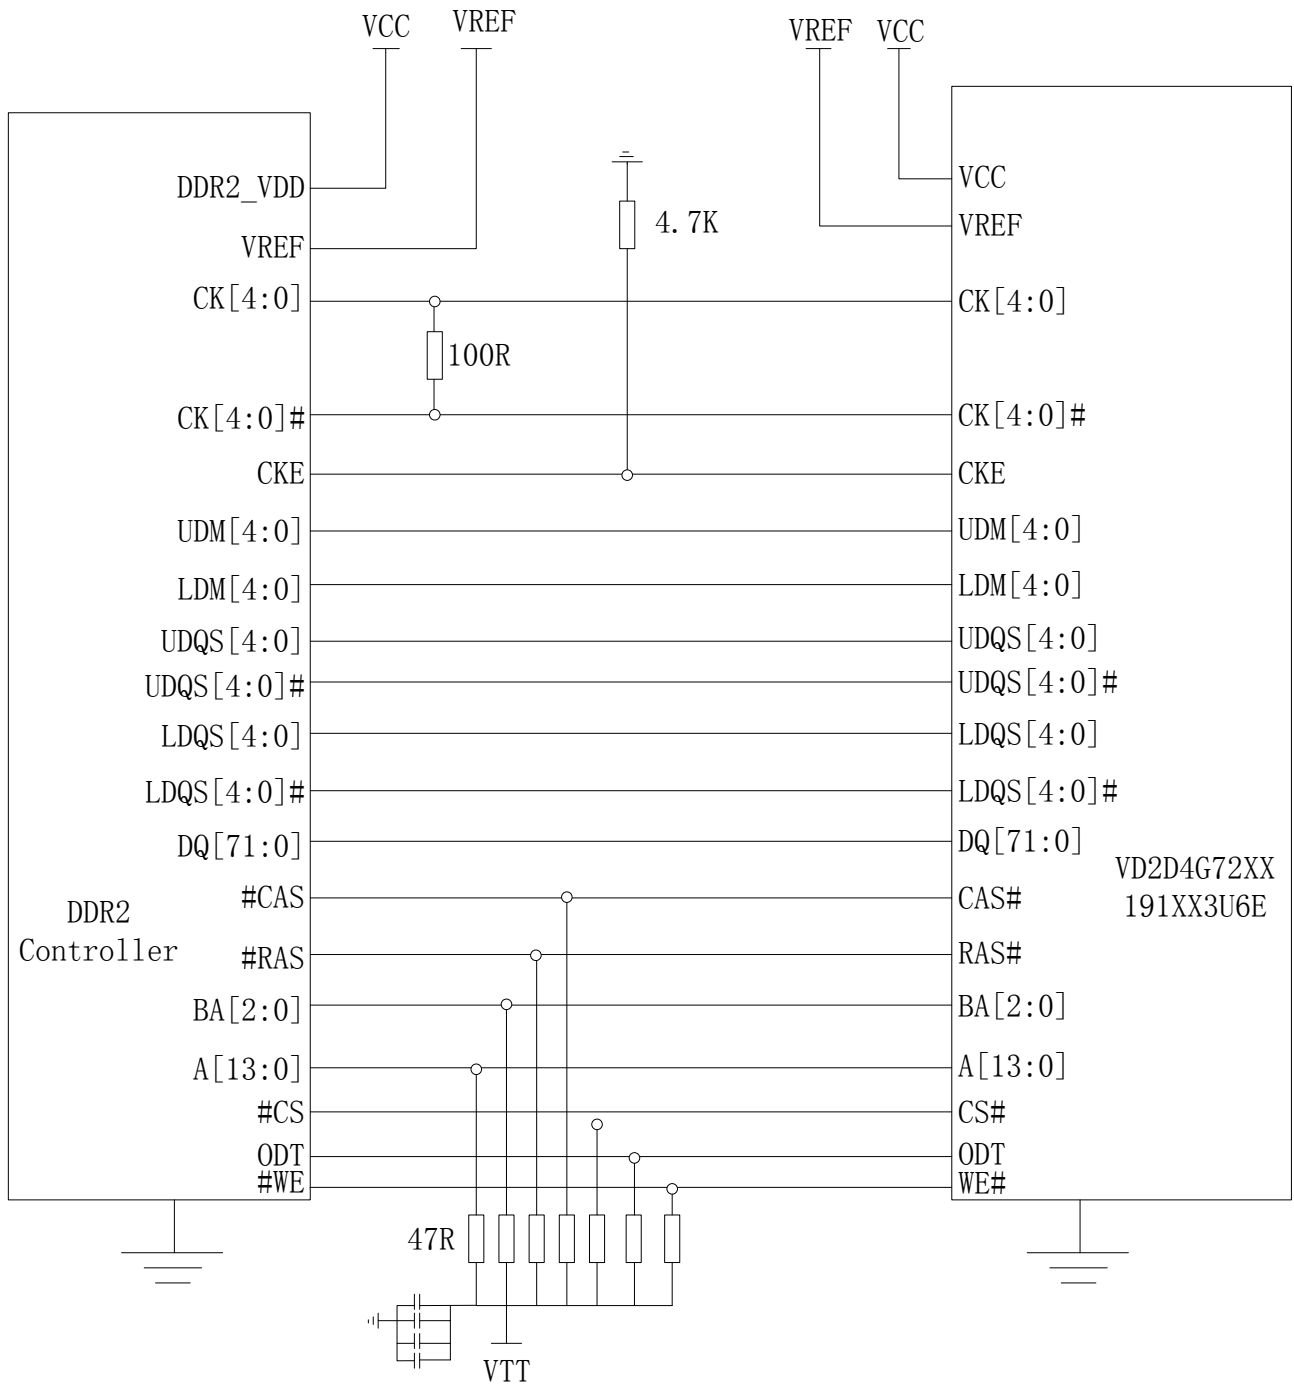 VCC
VREF
VREF
VCC
DDR2_VDD
VREF
CK[4:0]
CK[4:0]#
CKE
UDM[4:0]
LDM[4:0]
UDQS[4:0]
UDQS[4:0]#
LDQS[4:0]
LDQS[4:0]#
DQ[71:0]
#CAS
#RAS
BA[2:0]
A[13:0]
#CS
ODT
#WE
DDR2
Controller
4.7K
100R
47R
VTT
VCC
VREF
CK[4:0]
CK[4:0]#
CKE
UDM[4:0]
LDM[4:0]
UDQS[4:0]
UDQS[4:0]#
LDQS[4:0]
LDQS[4:0]#
DQ[71:0]
CAS#
RAS#
BA[2:0]
A[13:0]
CS#
ODT
WE#
VD2D4G72XX
191XX3U6E